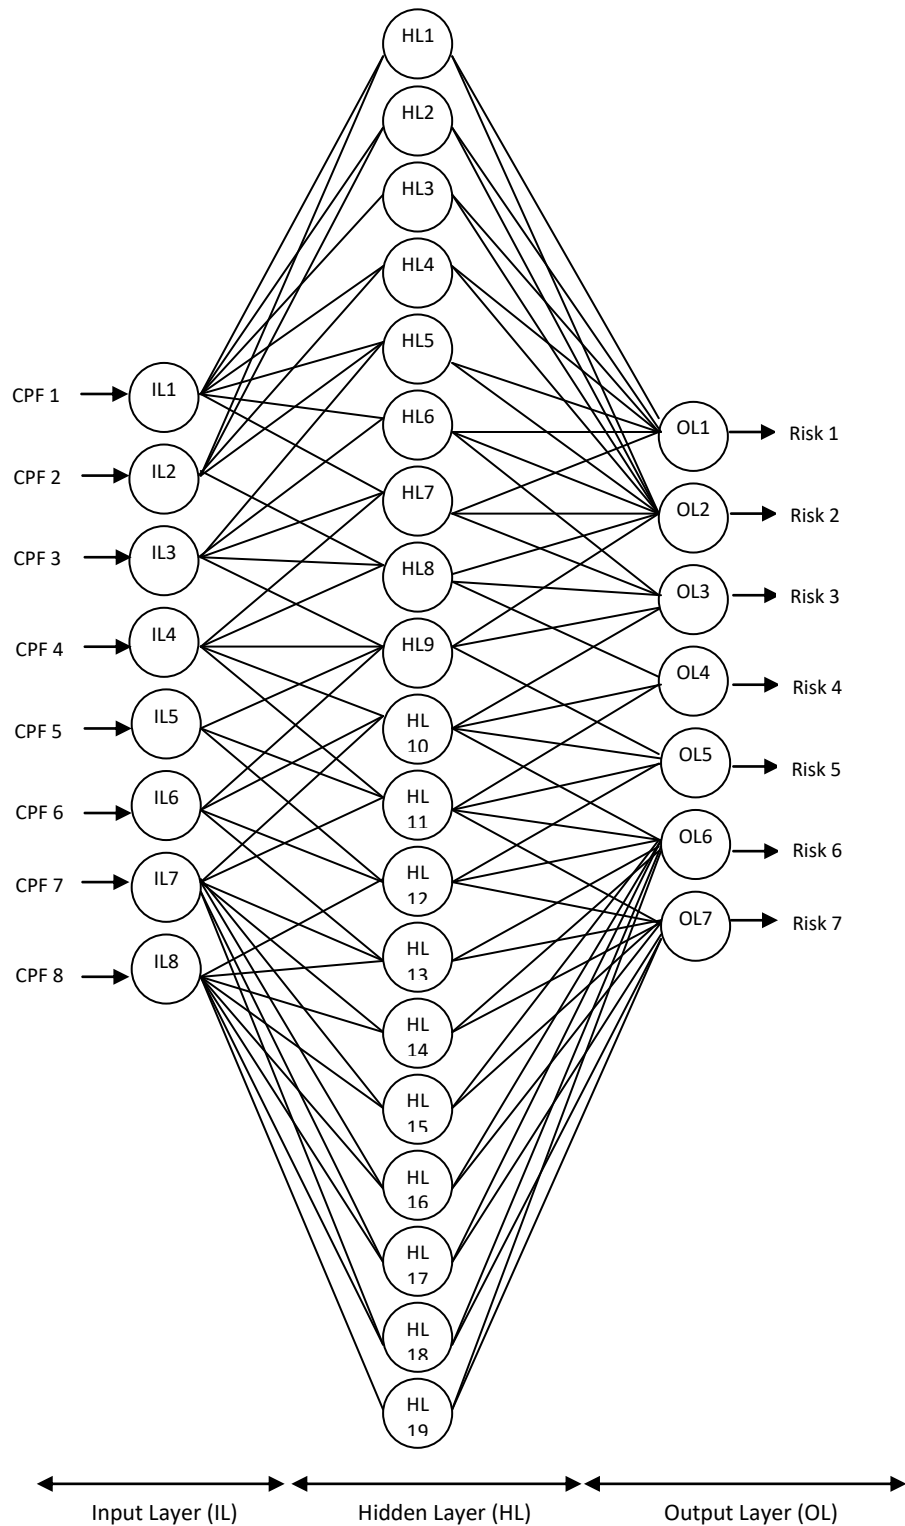 HL1
HL2
HL3
HL4
HL5
HL6
HL7
HL8
HL9
HL
10
HL
11
HL
12
HL
13
HL
14
HL
15
HL
16
HL
17
HL
18
HL
19
CPF 1
IL1
CPF 2
IL2
CPF 3
IL3
CPF 4
IL4
CPF 5
IL5
CPF 6
IL6
CPF 7
IL7
CPF 8
IL8
OL1
Risk 1
OL2
Risk 2
OL3
Risk 3
OL4
Risk 4
OL5
Risk 5
OL6
Risk 6
OL7
Risk 7
Input Layer (IL)
Hidden Layer (HL)
Output Layer (OL)